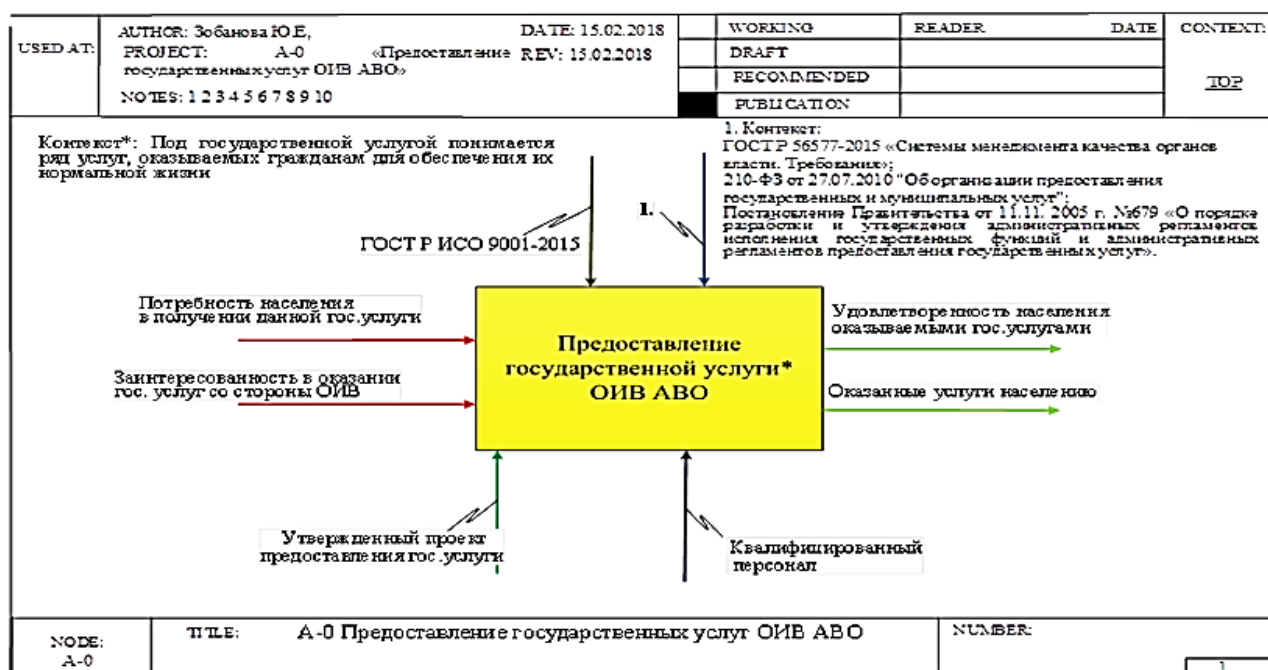 USED AT:
AUTHOR: Зобанова Ю.Е,
DATE: 15.02.2018
PROJECT: А-0 «Предоставление
REV: 15.02.2018
государственных услуг ОИВ АВО»
NOTES: 1 2 3 4 5 6 7 8 9 10
WORKING
READER DATE
CONTEXT:
DRAFT
RECOMMENDED
TOP
PUBLICATION
Контекст*: Под государственной услугой понимается
ряд услуг, оказываемых гражданам для обеспечения их
нормальной жизни
1. Контекст:
ГОСТ Р 56577-2015 «Системы менеджмента качества органов
власти. Требования»;
210-ФЗ от 27.07.2010 "Об организации предоставления
государственных и муниципальных услуг";
Постановление Правительства от 11.11. 2005 г. №679 «О порядке
разработки и утверждения административных регламентов
исполнения государственных функций и административных
регламентов предоставления государственных услуг».
1.
ГОСТ Р ИСО 9001-2015
Потребность населения
в получении данной гос.услуги
Заинтересованность в оказании
гос. услуг со стороны ОИВ
Предоставление
государственной услуги*
ОИВ АВО
Удовлетворенность населения
оказываемыми гос.услугами
Оказанные услуги населению
Утвержденный проект
предоставления гос.услуги
Квалифицированный
персонал
NODE:
А-0
TITLE: А-0 Предоставление государственных услуг ОИВ АВО
NUMBER:
1